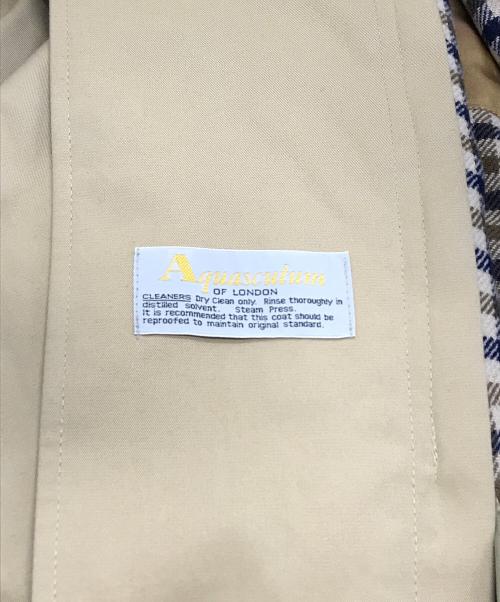 Aquascutum
OF LONDON
CLEANERS Dry Clean only. Rinse thoroughly in
distilled solvent. Steam Press.
It is recommended that this coat should be
reproofed to maintain original standard.